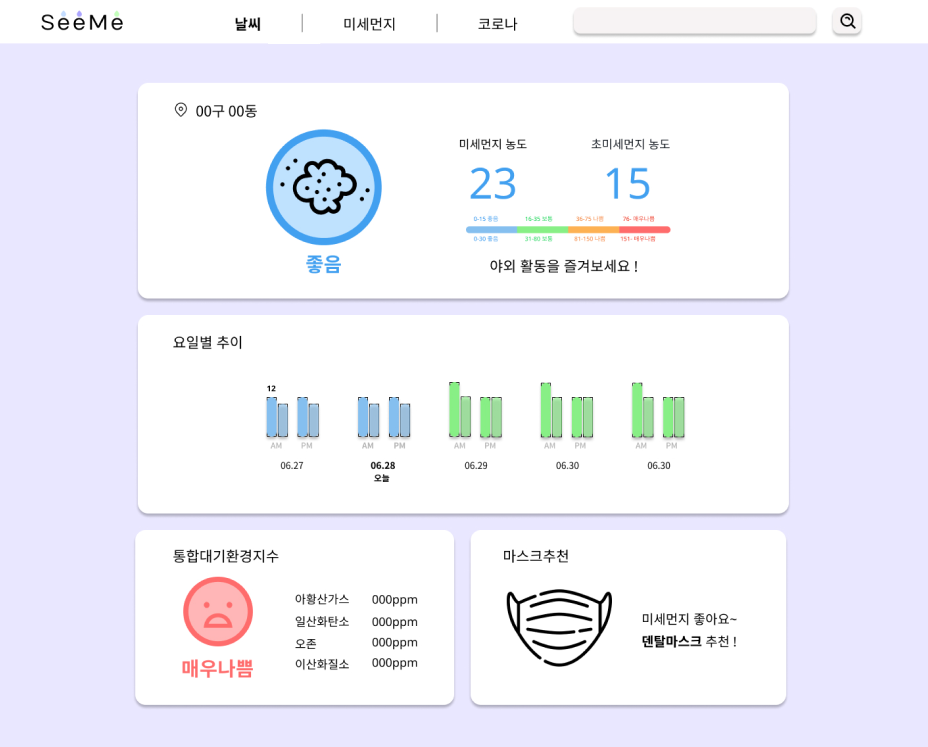 SeeMe
날씨 미세먼지 코로나
00구 00동
미세먼지 농도 초미세먼지 농도
23 15
0-15 좋음 16-35 보통 36-75 나쁨 76- 매우나쁨
0-30 좋음 31-80 보통 81-150 나쁨 151- 매우나쁨
좋음
야외 활동을 즐겨보세요 !
요일별 추이
12
AM PM AM PM AM PM AM PM AM PM
06.27 06.28 06.29 06.30 06.30
오늘
통합대기환경지수
아황산가스 000ppm
일산화탄소 000ppm
오존 000ppm
이산화질소 000ppm
매우나쁨
마스크추천
미세먼지 좋아요~
덴탈마스크 추천 !